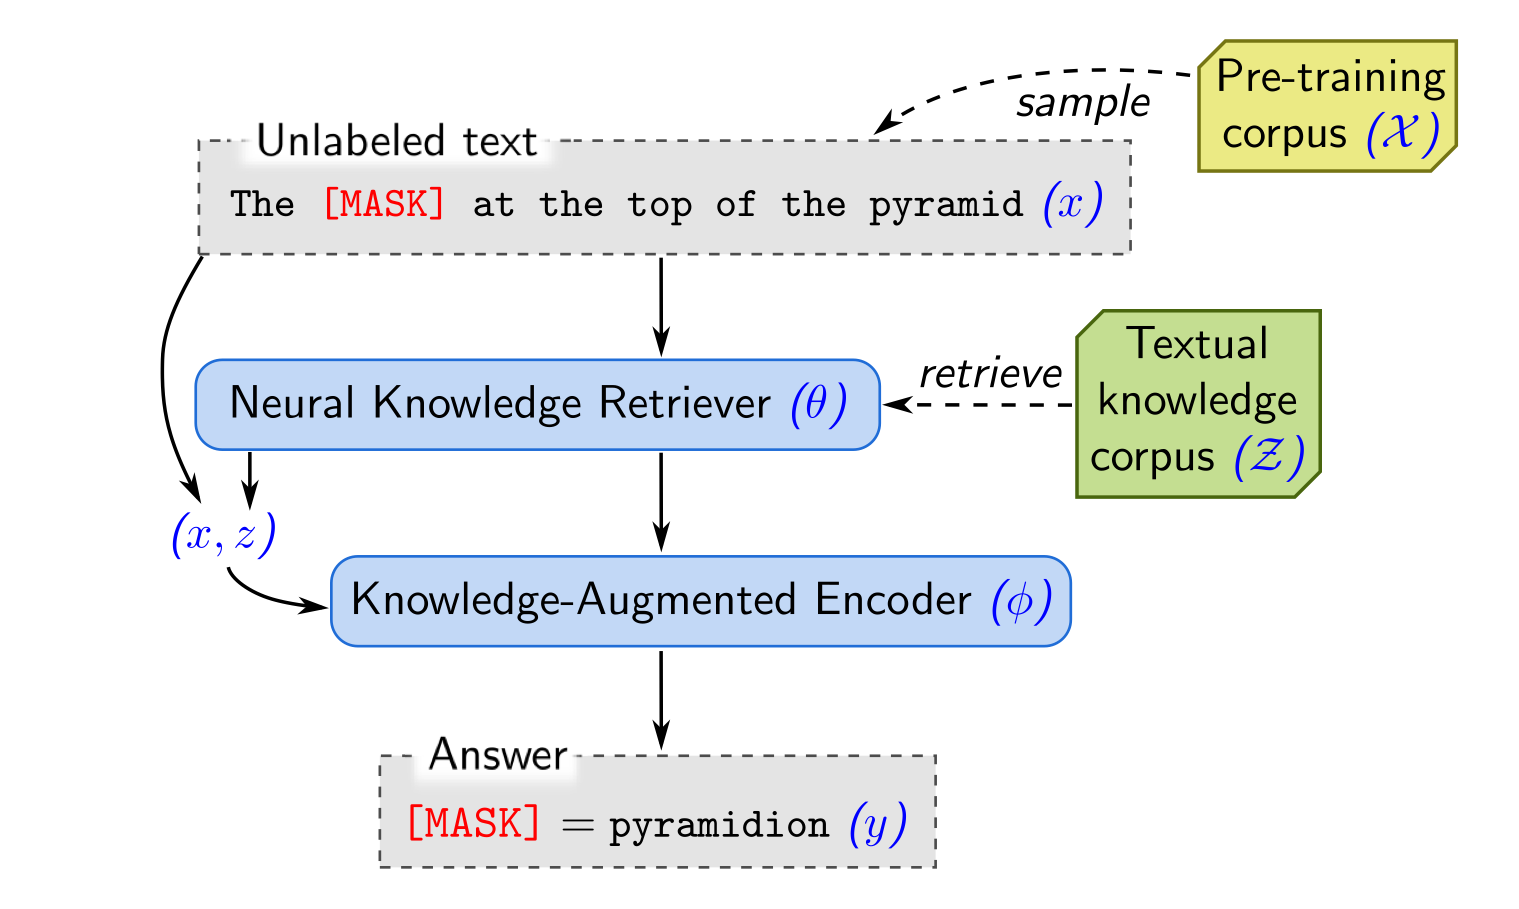 Pre-training
corpus (𝒳)
sample
Unlabeled text
The [MASK] at the top of the pyramid (x)
Textual
knowledge
corpus (𝒵)
retrieve
Neural Knowledge Retriever (θ)
(x, z)
Knowledge-Augmented Encoder (ϕ)
Answer
[MASK] = pyramidion (y)